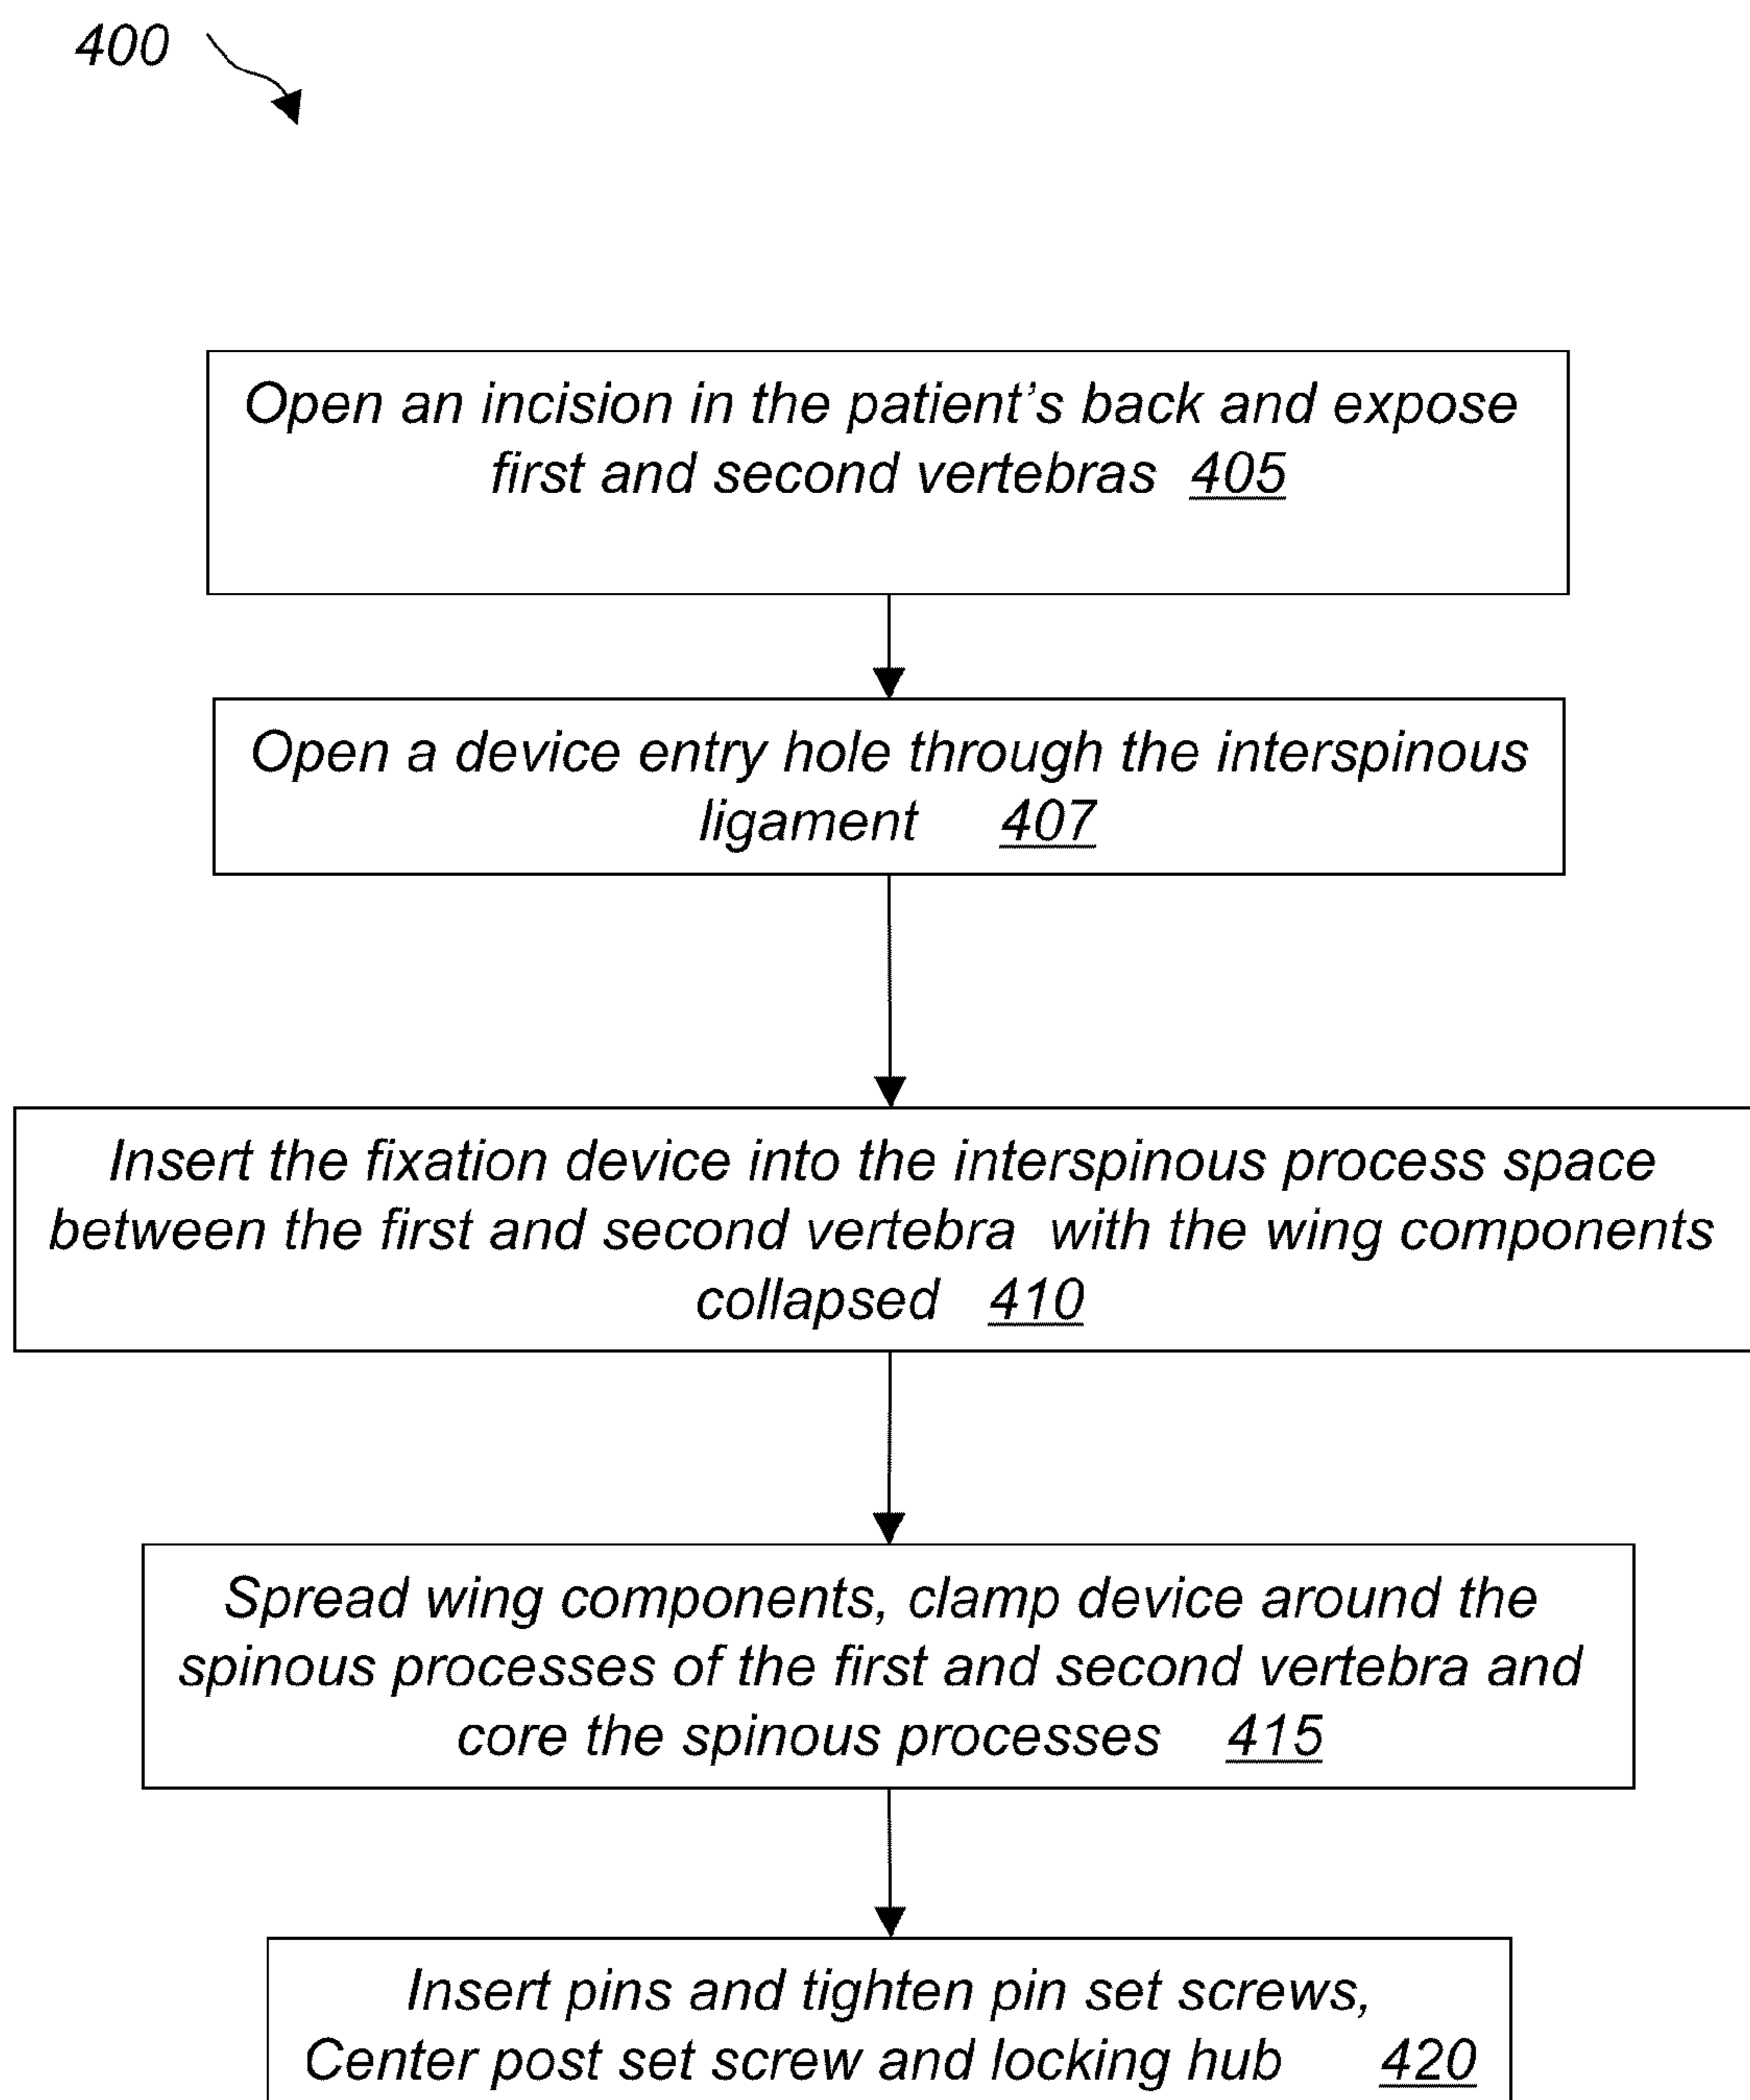 400
Open an incision in the patient's back and expose
first and second vertebras 405
Open a device entry hole through the interspinous
ligament 407
Insert the fixation device into the interspinous process space
between the first and second vertebra with the wing components
collapsed 410
Spread wing components, clamp device around the
spinous processes of the first and second vertebra and
core the spinous processes 415
Insert pins and tighten pin set screws,
Center post set screw and locking hub 420